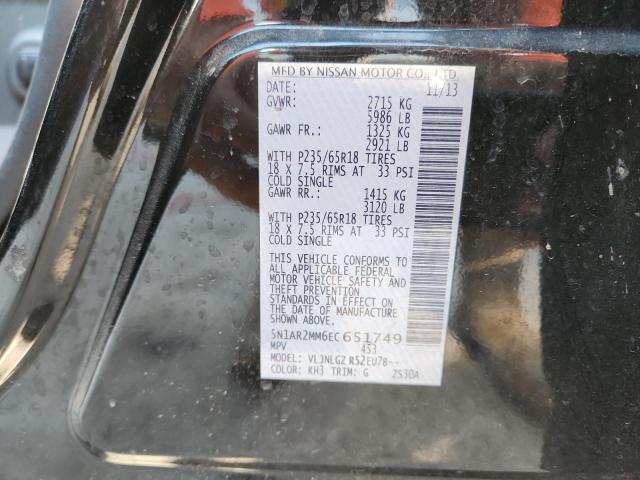 MFD BY NISSAN MOTOR CO., LTD
DATE: 11/13
GVWR: 2715 KG
5986 LB
GAWR FR.: 1325 KG
2921 LB
WITH P235/65R18 TIRES
18 X 7.5 RIMS AT 33 PSI
COLD SINGLE
GAWR RR.: 1415 KG
3120 LB
WITH P235/65R18 TIRES
18 X 7.5 RIMS AT 33 PSI
COLD SINGLE
THIS VEHICLE CONFORMS TO
ALL APPLICABLE FEDERAL
MOTOR VEHICLE SAFETY AND
THEFT PREVENTION
STANDARDS IN EFFECT ON
THE DATE OF MANUFACTURE
SHOWN ABOVE.
5N1AR2MM6EC651749
MPV 453
MODEL: VLJNLGZ R52EU78--
COLOR: KH3 TRIM: G 2S30A